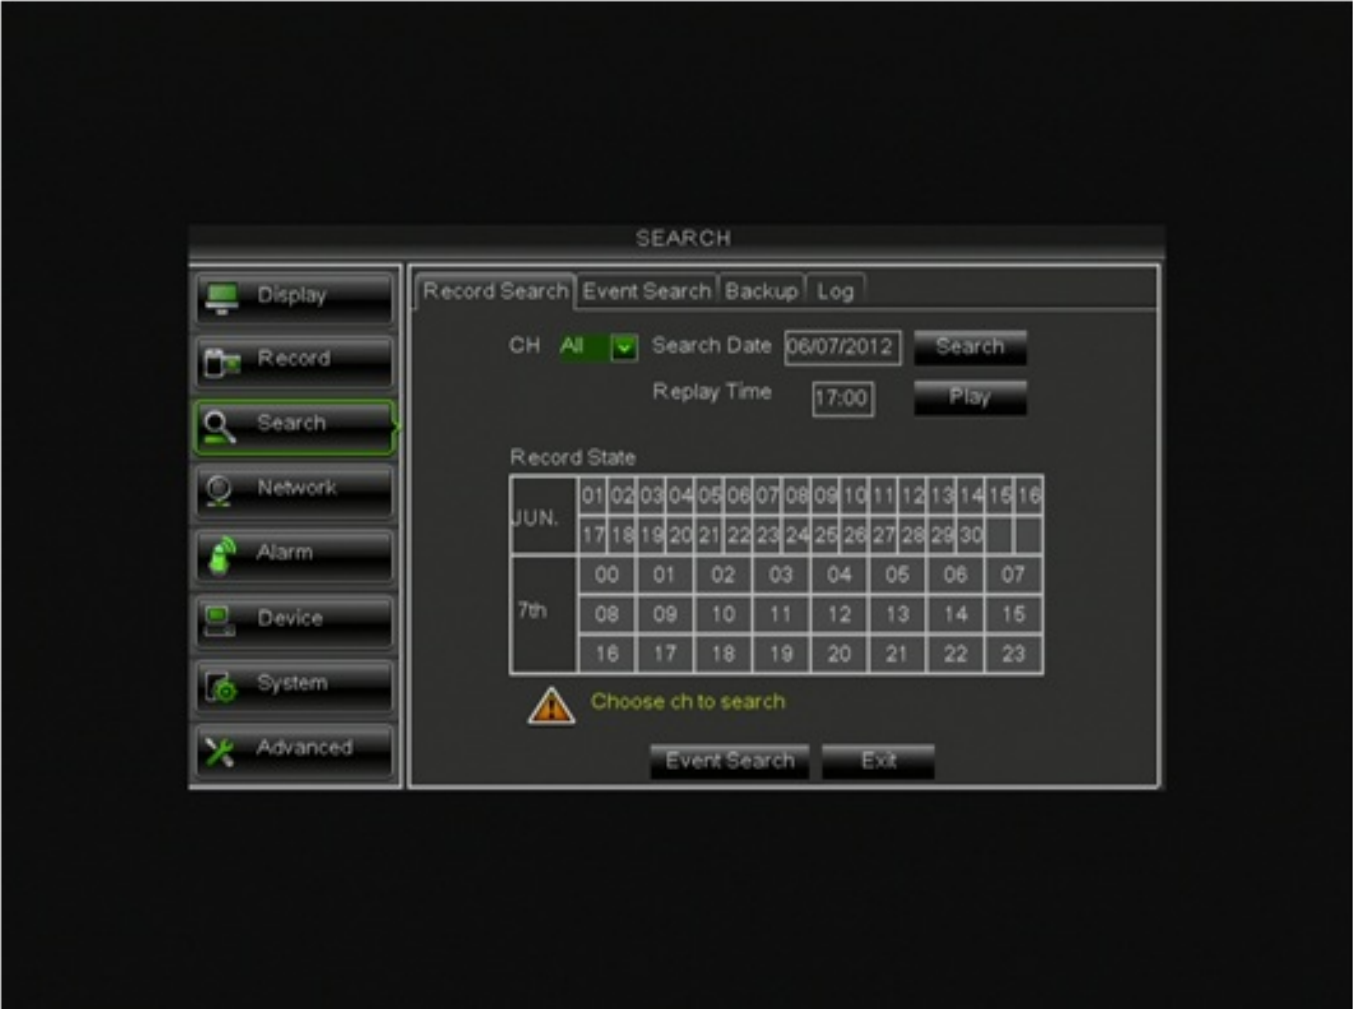 SEARCH
Display
Record
Search
Network
Alarm
Device
System
Advanced
Record Search Event Search Backup Log
CH All Search Date 06/07/2012 Search
Replay Time 17:00 Play
Record State
JUN. 01 02 03 04 05 06 07 08 09 10 11 12 13 14 15 16
17 18 19 20 21 22 23 24 25 26 27 28 29 30
7th 00 01 02 03 04 05 06 07
08 09 10 11 12 13 14 15
16 17 18 19 20 21 22 23
Choose ch to search
Event Search Exit